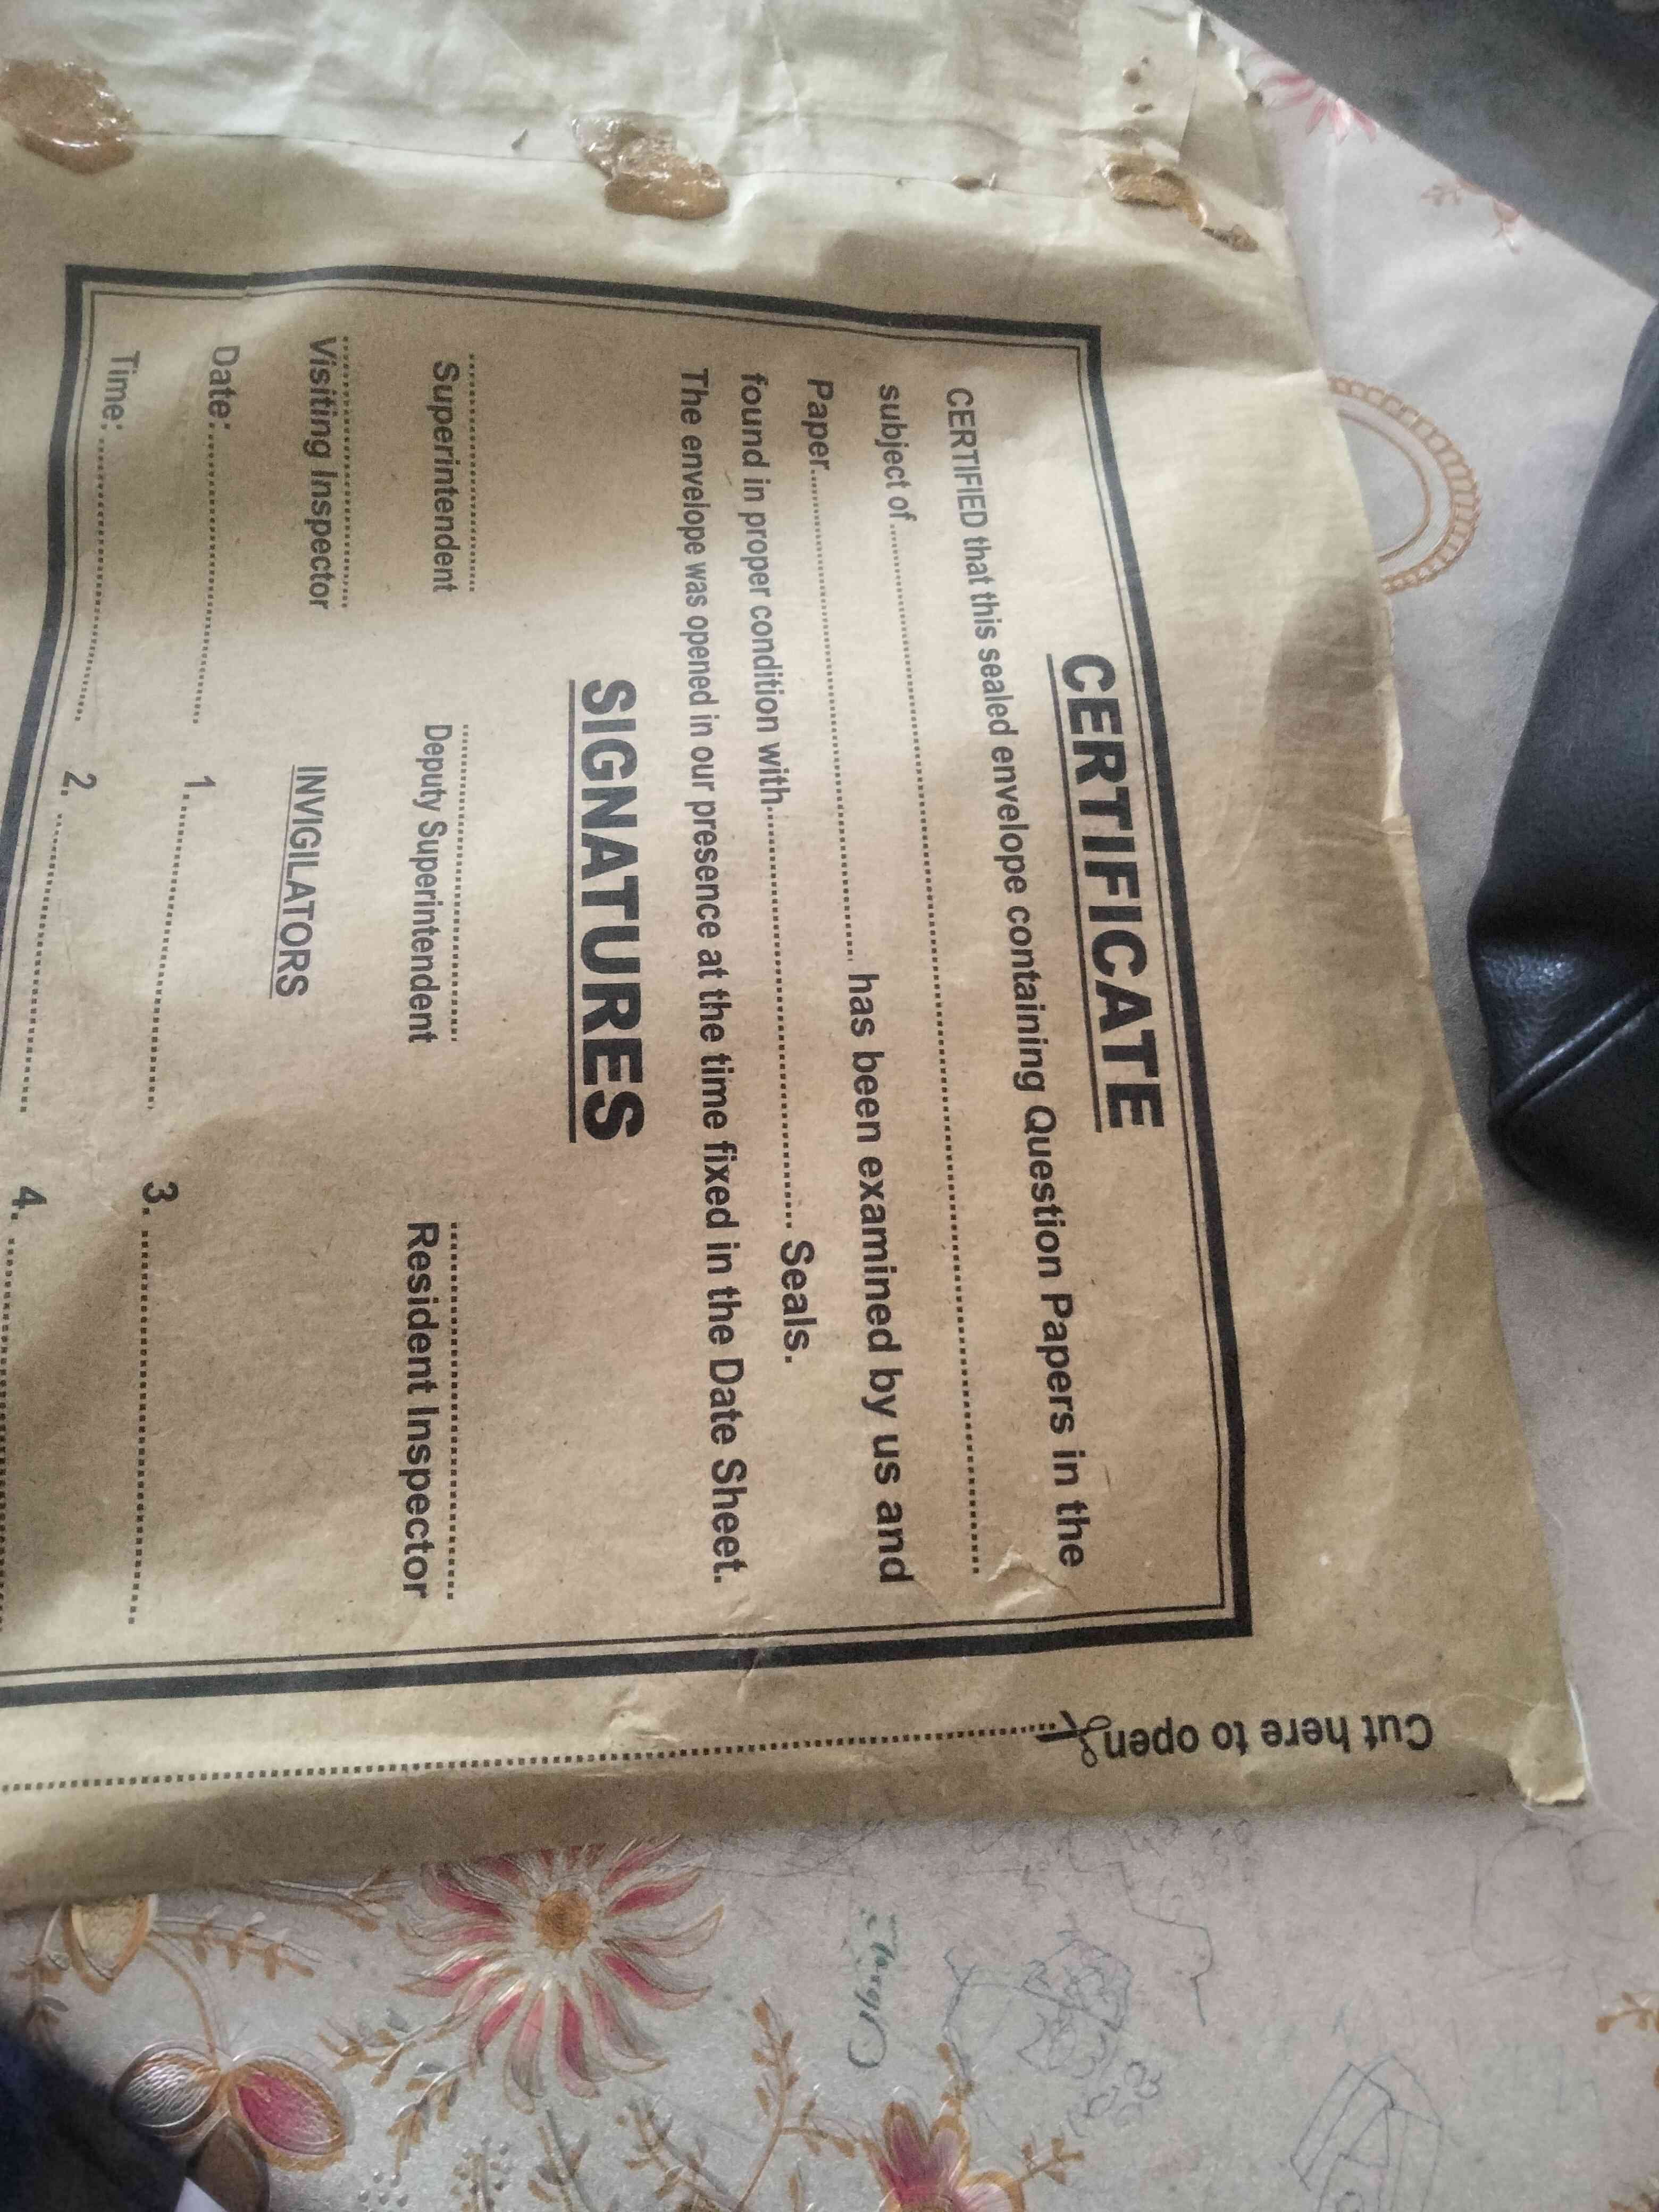 CERTIFICATE
CERTIFIED that this sealed envelope containing Question Papers in the
subject of ....................................................
Paper.............................. has been examined by us and
found in proper condition with.............................. Seals.
The envelope was opened in our presence at the time fixed in the Date Sheet.
SIGNATURES
Superintendent Deputy Superintendent Resident Inspector
Visiting Inspector INVIGILATORS
Date:.................... 1..................... 3. .....................
Time: .................... 2. ..................... 4. .....................
Cut here to open